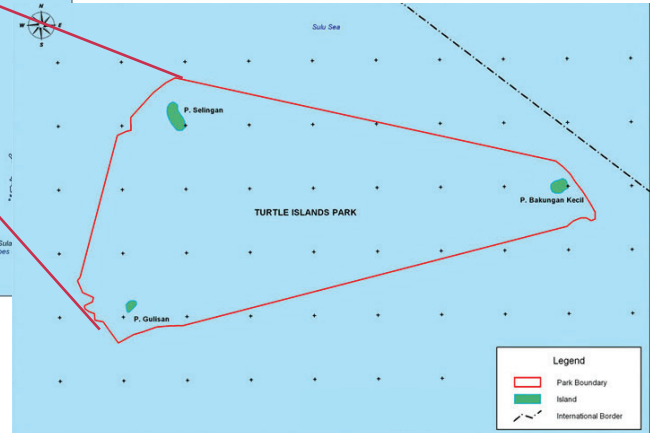 N
W E
S
Sulu Sea
P. Selingan
P. Bakungan Kecil
TURTLE ISLANDS PARK
P. Gulisan
Legend
Park Boundary
Island
International Border